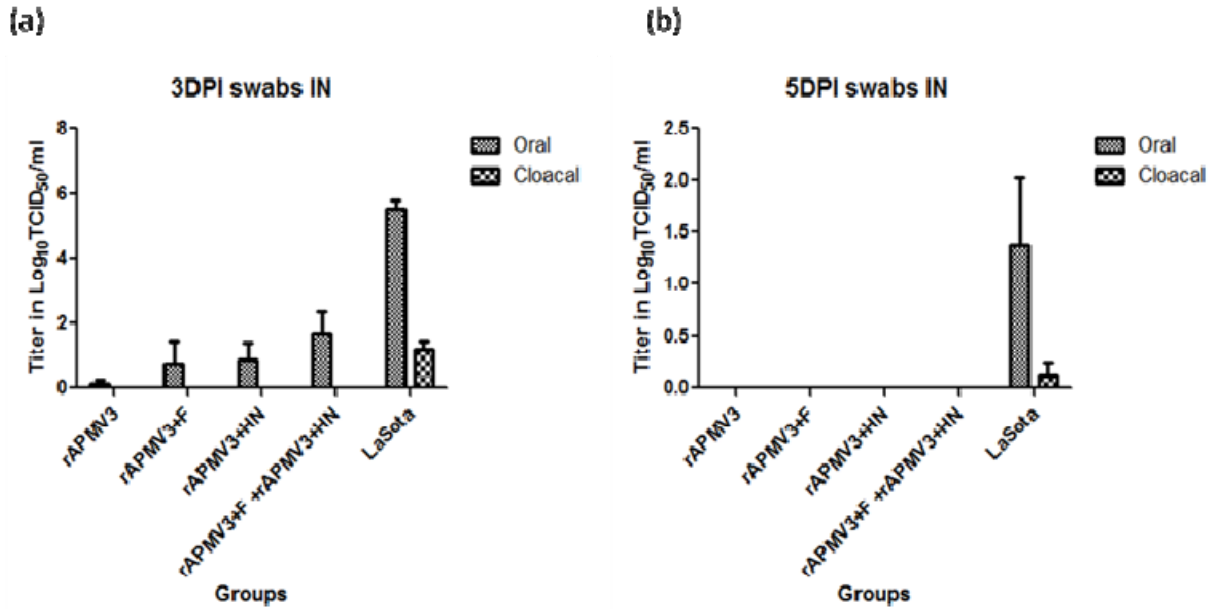 (a)
3DPI swabs IN
Titer in Log₁₀TCID₅₀/ml
8
6
4
2
0
rAPMV3
rAPMV3+F
rAPMV3+HN
rAPMV3+F +rAPMV3+HN
LaSota
Groups
Oral
Cloacal
(b)
5DPI swabs IN
Titer in Log₁₀TCID₅₀/ml
2.5
2.0
1.5
1.0
0.5
0.0
rAPMV3
rAPMV3+F
rAPMV3+HN
rAPMV3+F +rAPMV3+HN
LaSota
Groups
Oral
Cloacal